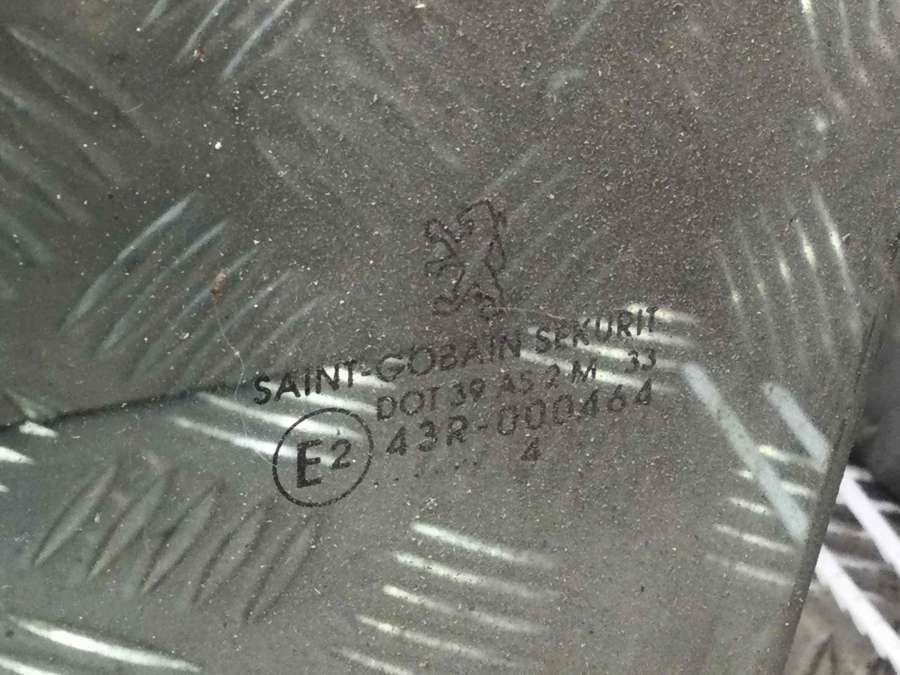 SAINT-GOBAIN SEKURIT
DOT 39 AS 2 M 33
E2 43R-000464
4